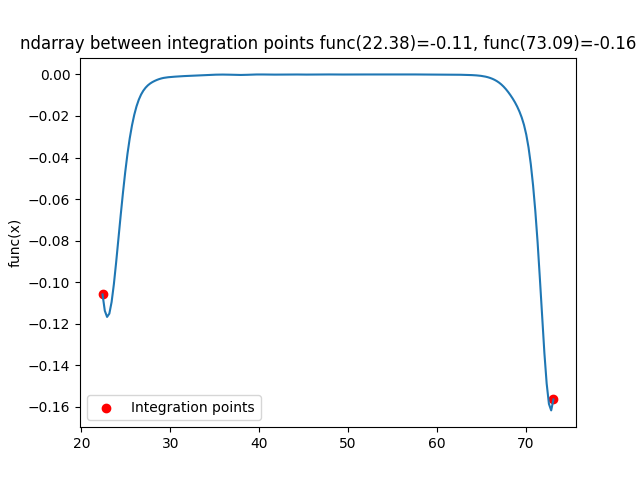 ndarray between integration points func(22.38)=-0.11, func(73.09)=-0.16
0.00
−0.02
−0.04
−0.06
−0.08
−0.10
−0.12
−0.14
−0.16
func(x)
Integration points
20 30 40 50 60 70